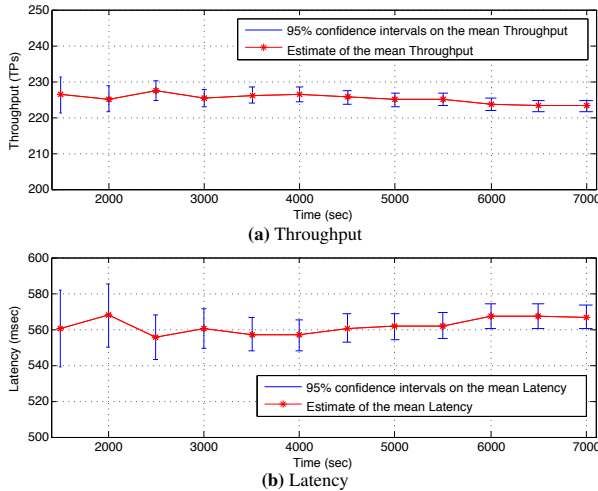 250
240
230
220
210
200
Throughput (TPs)
95% confidence intervals on the mean Throughput
Estimate of the mean Throughput
2000 3000 4000 5000 6000 7000
Time (sec)
(a) Throughput
600
580
560
540
520
500
Latency (msec)
95% confidence intervals on the mean Latency
Estimate of the mean Latency
2000 3000 4000 5000 6000 7000
Time (sec)
(b) Latency